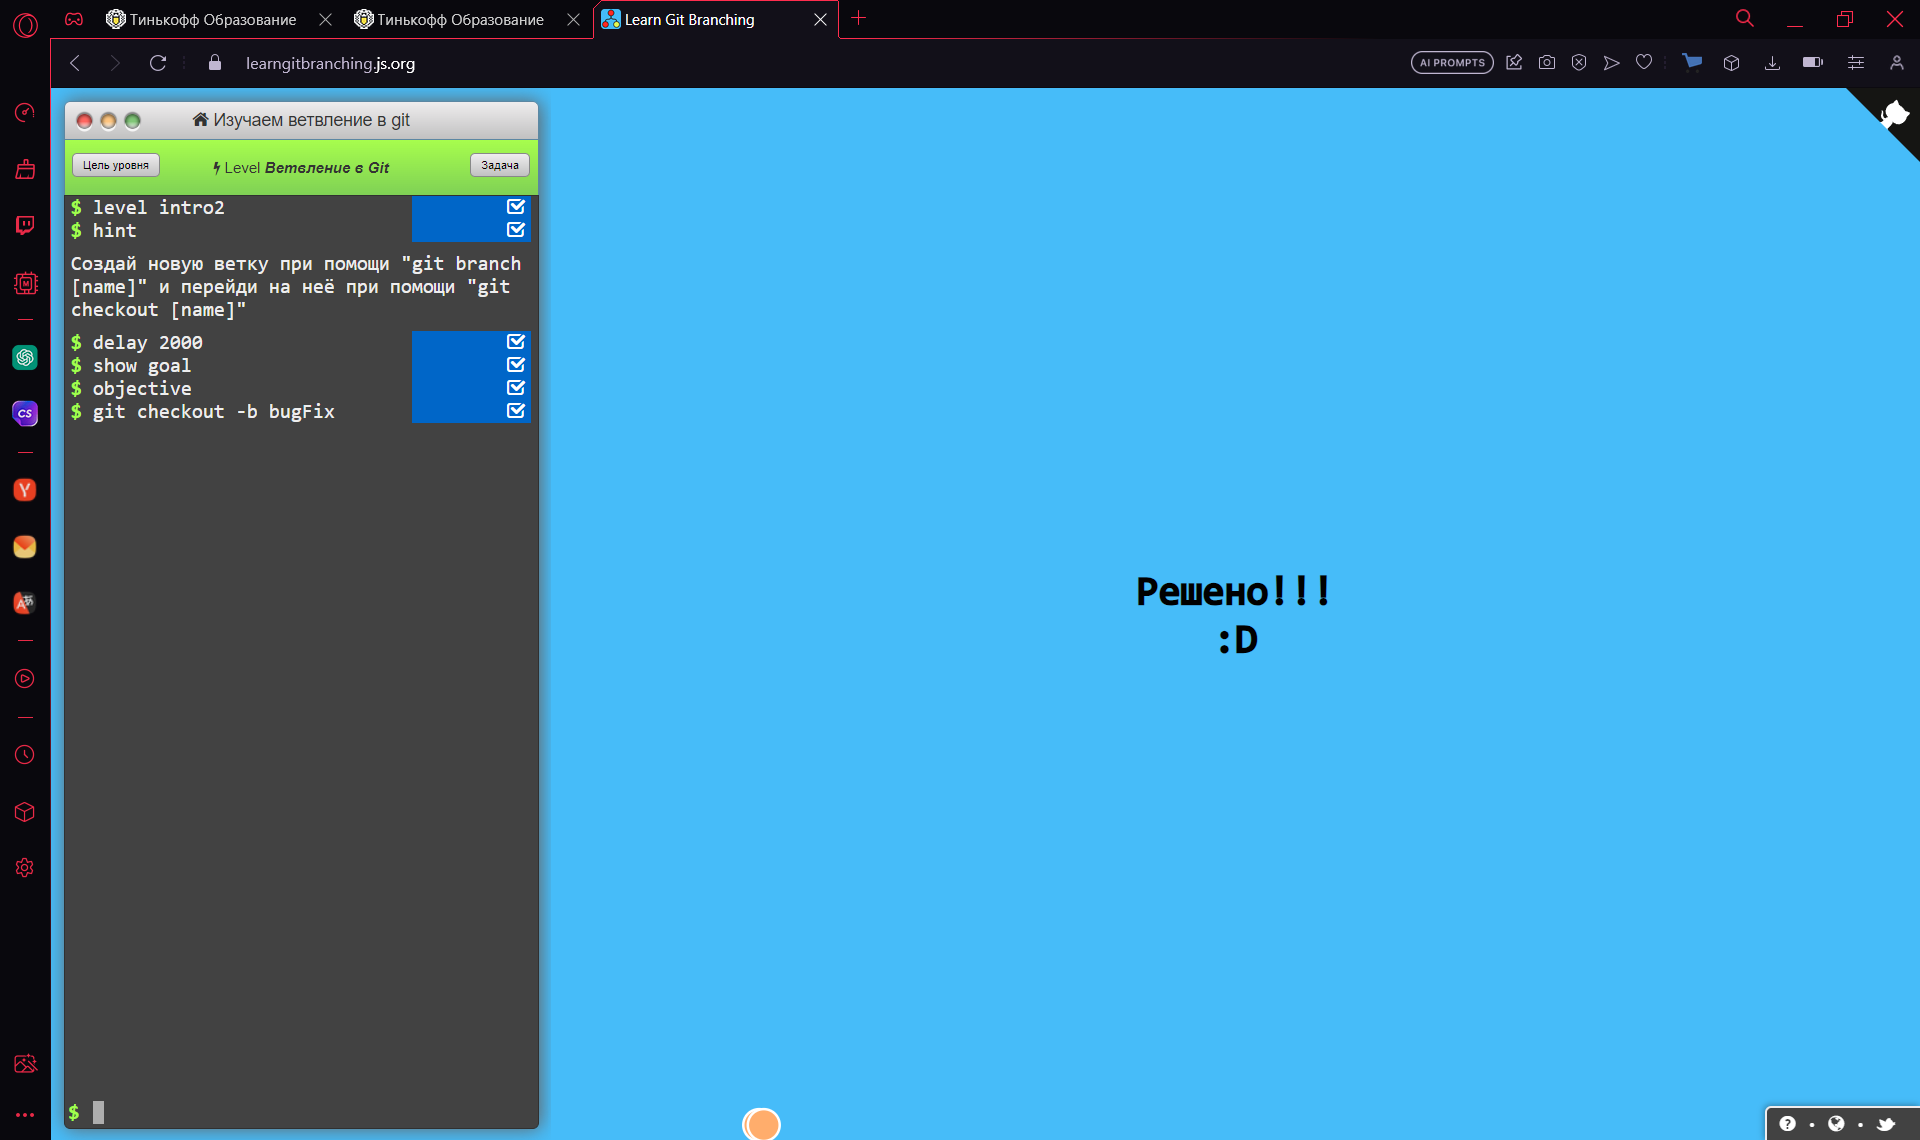 Тинькофф Образование
Тинькофф Образование
Learn Git Branching
learngitbranching.js.org
AI PROMPTS
Изучаем ветвление в git
Цель уровня
Level Ветвление в Git
Задача
$ level intro2
$ hint
Создай новую ветку при помощи "git branch
[name]" и перейди на неё при помощи "git
checkout [name]"
$ delay 2000
$ show goal
$ objective
$ git checkout -b bugFix
Решено!!!
:D
$
CS